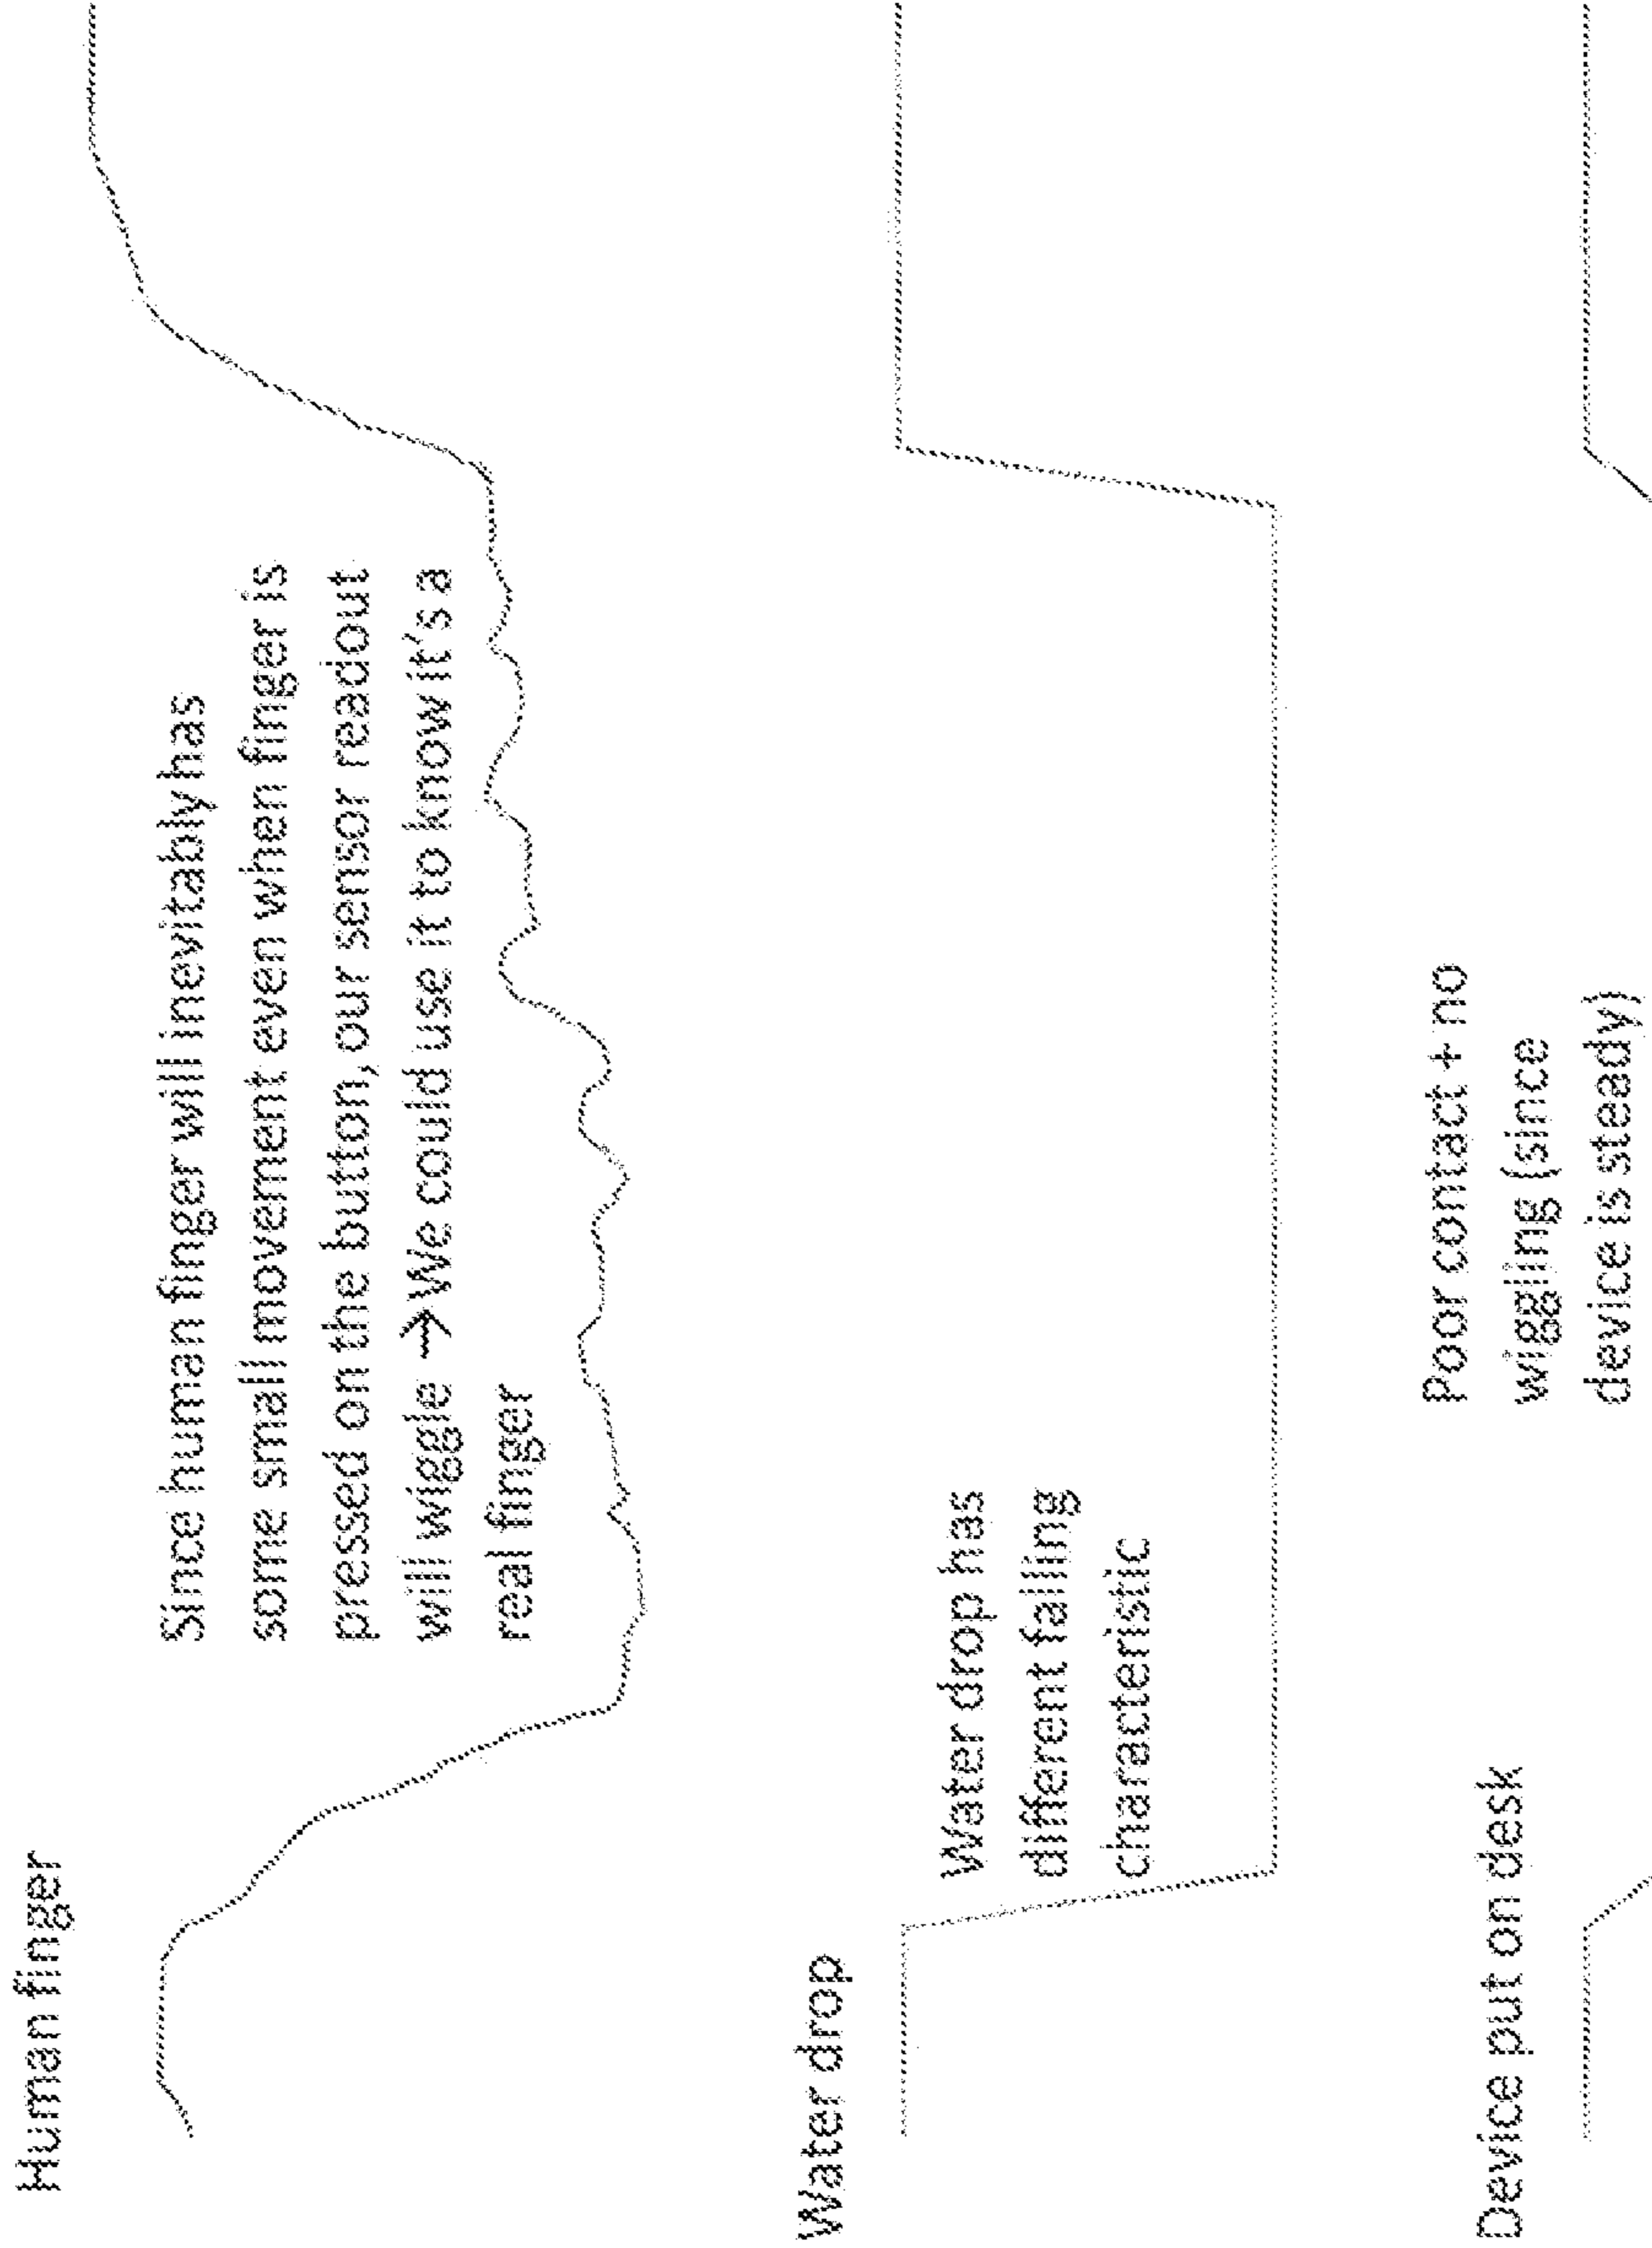 Human finger
Since human finger will inevitably has
some small movement even when finger is
pressed on the button, our sensor readout
will wiggle → We could use it to know it's a
real finger
Water drop
Water drop has
different falling
characteristic
Device put on desk
Poor contact + no
wiggling (since
device is steady)